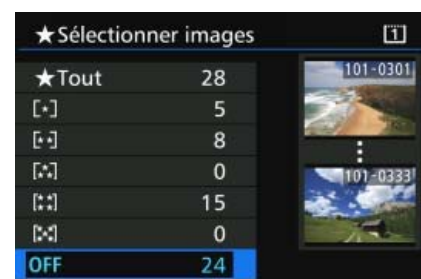 ★Sélectionner images 1
★Tout 28
[★] 5
[★★] 8
0
15
0
OFF 24
101-0301
101-0333